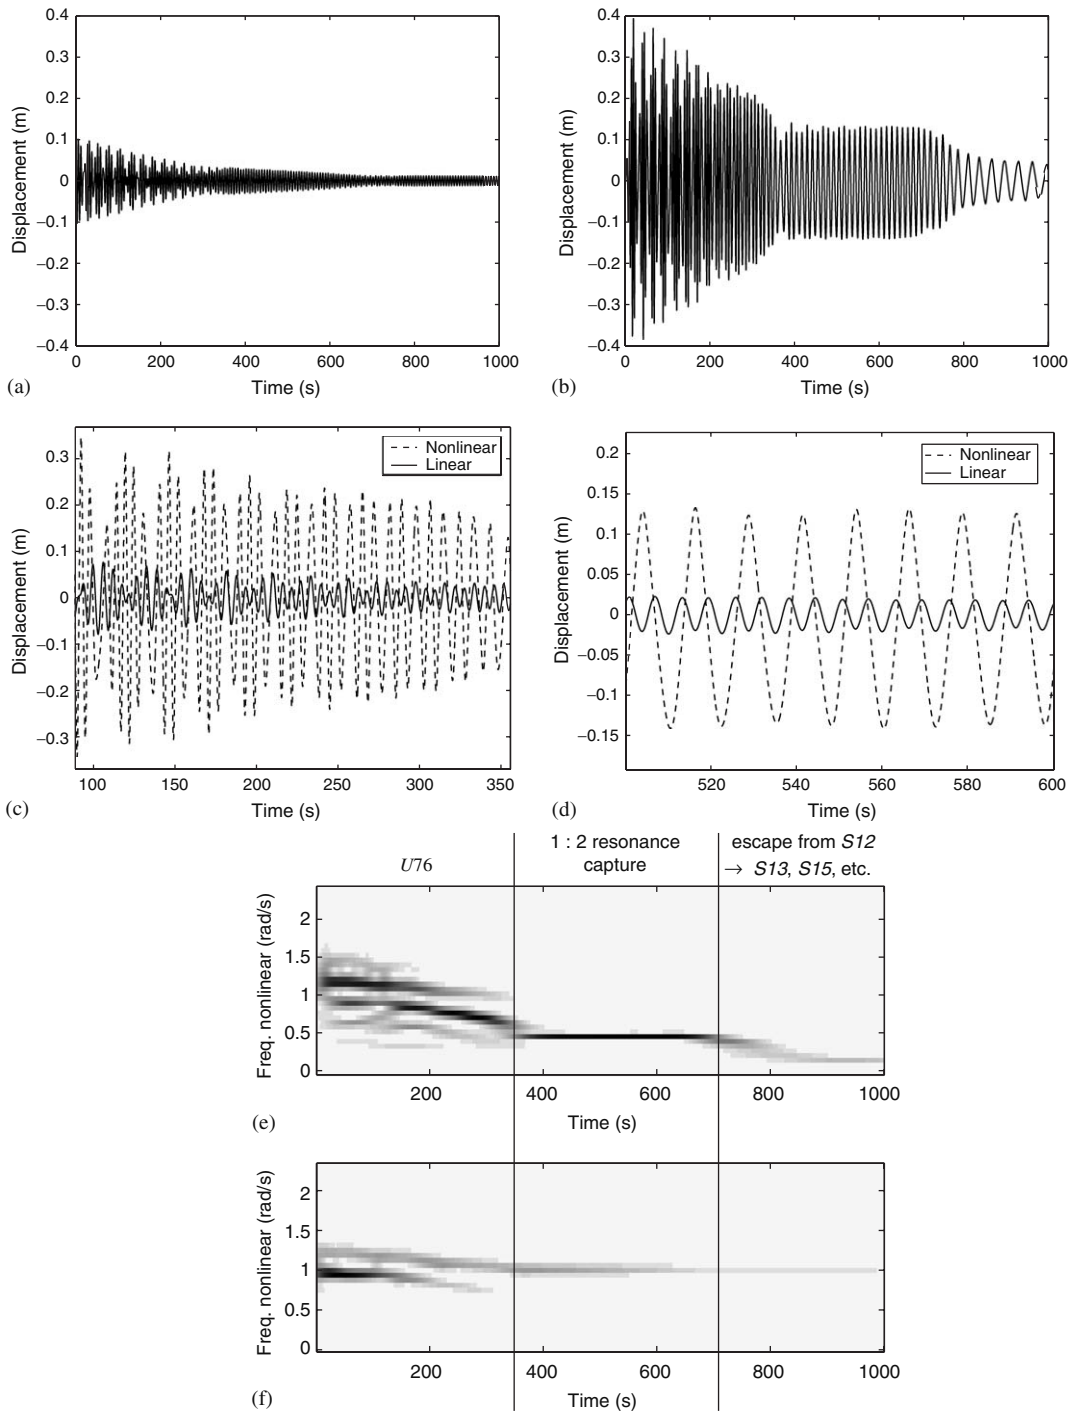 0.4
0.3
0.2
0.1
0
−0.1
−0.2
−0.3
−0.4
Displacement (m)
0 200 400 600 800 1000
Time (s)
(a)
0.4
0.3
0.2
0.1
0
−0.1
−0.2
−0.3
−0.4
Displacement (m)
0 200 400 600 800 1000
Time (s)
(b)
0.3
0.2
0.1
0
−0.1
−0.2
−0.3
Displacement (m)
Nonlinear
Linear
100 150 200 250 300 350
Time (s)
(c)
0.2
0.15
0.1
0.05
0
−0.05
−0.1
−0.15
Displacement (m)
Nonlinear
Linear
520 540 560 580 600
Time (s)
(d)
U76
1 : 2 resonance
capture
escape from S12
→ S13, S15, etc.
2
1.5
1
0.5
0
Freq. nonlinear (rad/s)
200 400 600 800 1000
Time (s)
(e)
2
1.5
1
0.5
0
Freq. nonlinear (rad/s)
200 400 600 800 1000
Time (s)
(f)